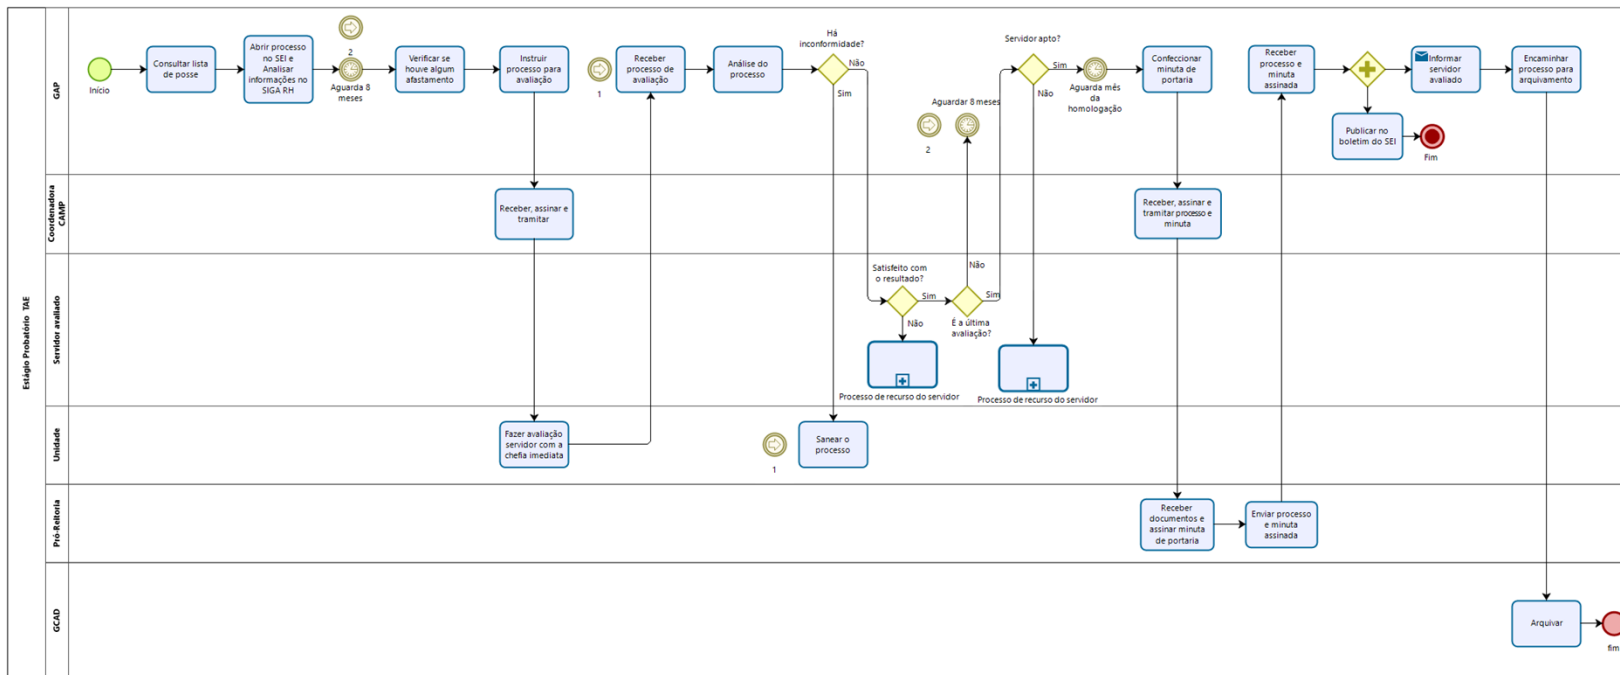 Estágio Probatório TAE
GAP
Início
Consultar lista
de posse
Abrir processo
no SEI e
Analisar
informações no
SIGA RH
2
Aguarda 8
meses
Verificar se
houve algum
afastamento
Instruir
processo para
avaliação
1
Receber
processo de
avaliação
Análise do
processo
Há
inconformidade?
Não
Sim
Aguardar 8 meses
2
Servidor apto?
Sim
Não
Aguarda mês
da
homologação
Confeccionar
minuta de
portaria
Receber
processo e
minuta
assinada
Informar
servidor
avaliado
Encaminhar
processo para
arquivamento
Publicar no
boletim do SEI
Fim
Coordenadora
CAMP
Receber, assinar e
tramitar
Receber, assinar e
tramitar processo e
minuta
Servidor avaliado
Satisfeito com
o resultado?
Sim
Não
Não
Sim
É a última
avaliação?
Processo de recurso do servidor
Processo de recurso do servidor
Unidade
Fazer avaliação
servidor com a
chefia imediata
1
Sanear o
processo
Pró-Reitoria
Receber
documentos e
assinar minuta
de portaria
Enviar processo
e minuta
assinada
GCAD
Arquivar
fim